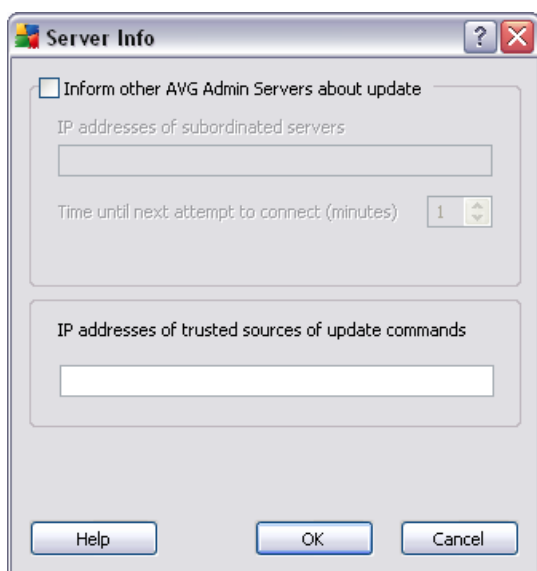 Server Info
?
Inform other AVG Admin Servers about update
IP addresses of subordinated servers
Time until next attempt to connect (minutes)
1
IP addresses of trusted sources of update commands
Help
OK
Cancel